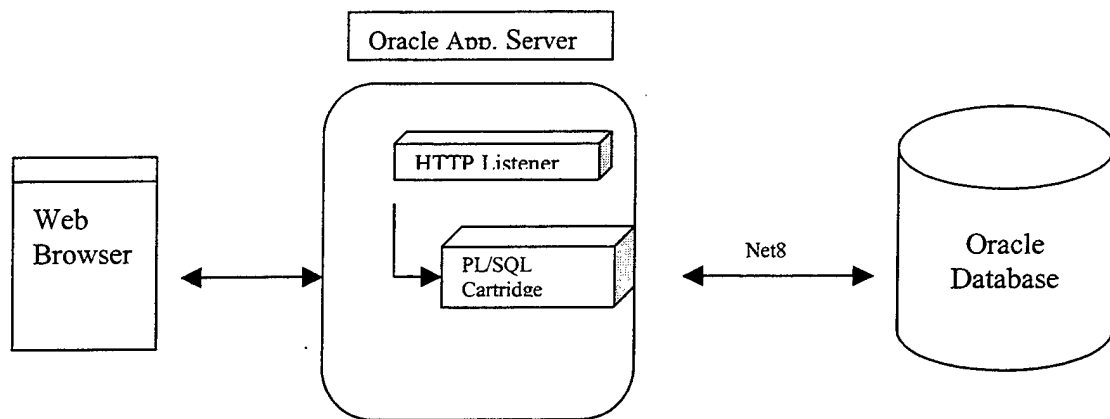 Oracle App. Server
HTTP Listener
Web
Browser
PL/SQL
Cartridge
Net8
Oracle
Database